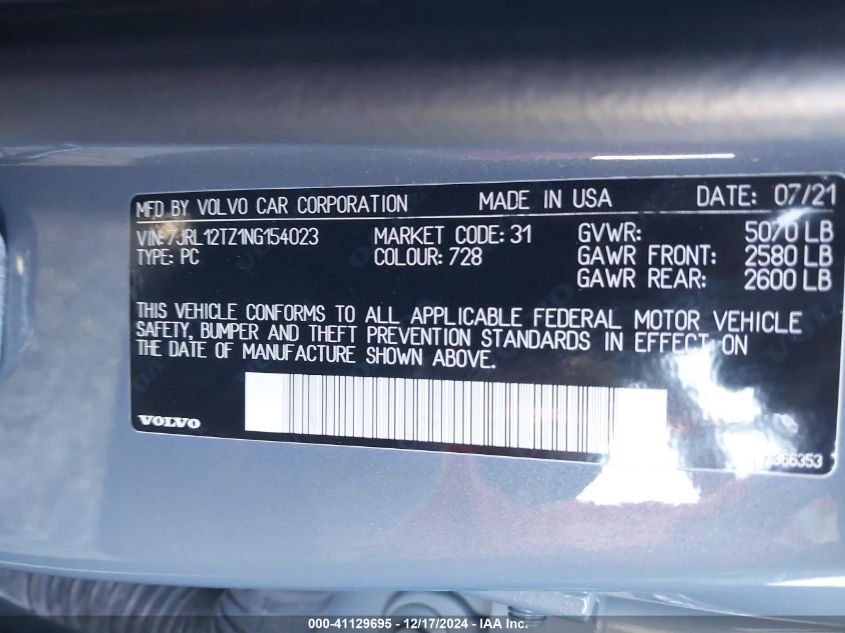 MFD BY VOLVO CAR CORPORATION MADE IN USA DATE: 07/21
VIN: 7JRL12TZ1NG154023 MARKET CODE: 31 GVWR: 5070 LB
TYPE: PC COLOUR: 728 GAWR FRONT: 2580 LB
GAWR REAR: 2600 LB
THIS VEHICLE CONFORMS TO ALL APPLICABLE FEDERAL MOTOR VEHICLE
SAFETY, BUMPER AND THEFT PREVENTION STANDARDS IN EFFECT ON
THE DATE OF MANUFACTURE SHOWN ABOVE.
VOLVO
000-41129695 - 12/17/2024 - IAA Inc.